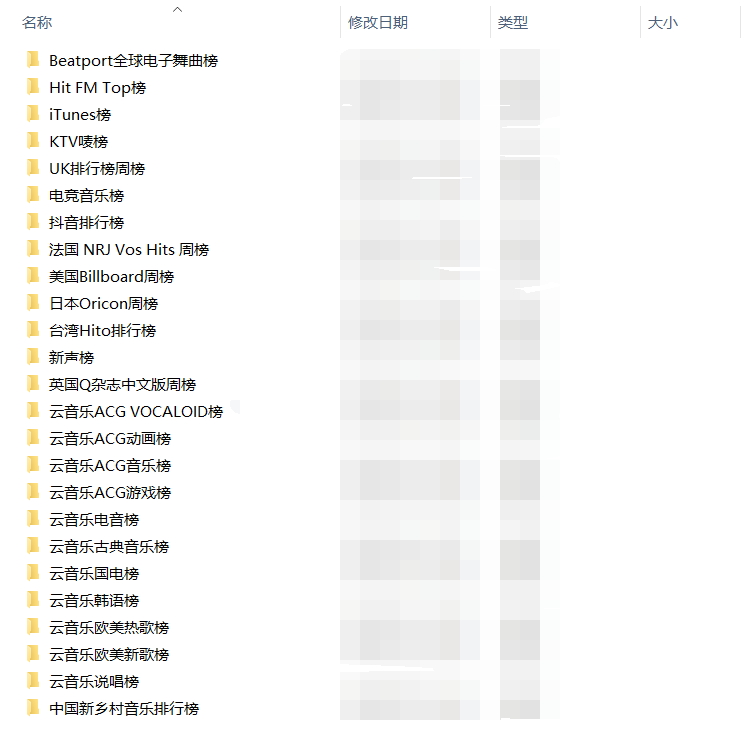 名称 修改日期 类型 大小
Beatport全球电子舞曲榜
Hit FM Top榜
iTunes榜
KTV唛榜
UK排行榜周榜
电竞音乐榜
抖音排行榜
法国 NRJ Vos Hits 周榜
美国Billboard周榜
日本Oricon周榜
台湾Hito排行榜
新声榜
英国Q杂志中文版周榜
云音乐ACG VOCALOID榜
云音乐ACG动画榜
云音乐ACG音乐榜
云音乐ACG游戏榜
云音乐电音榜
云音乐古典音乐榜
云音乐国电榜
云音乐韩语榜
云音乐欧美热歌榜
云音乐欧美新歌榜
云音乐说唱榜
中国新乡村音乐排行榜